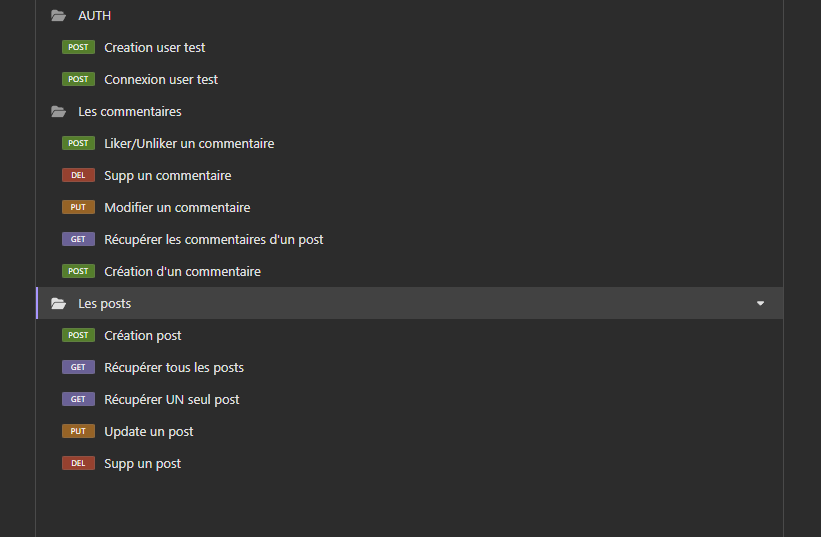 AUTH
POST Creation user test
POST Connexion user test
Les commentaires
POST Liker/Unliker un commentaire
DEL Supp un commentaire
PUT Modifier un commentaire
GET Récupérer les commentaires d'un post
POST Création d'un commentaire
Les posts
POST Création post
GET Récupérer tous les posts
GET Récupérer UN seul post
PUT Update un post
DEL Supp un post